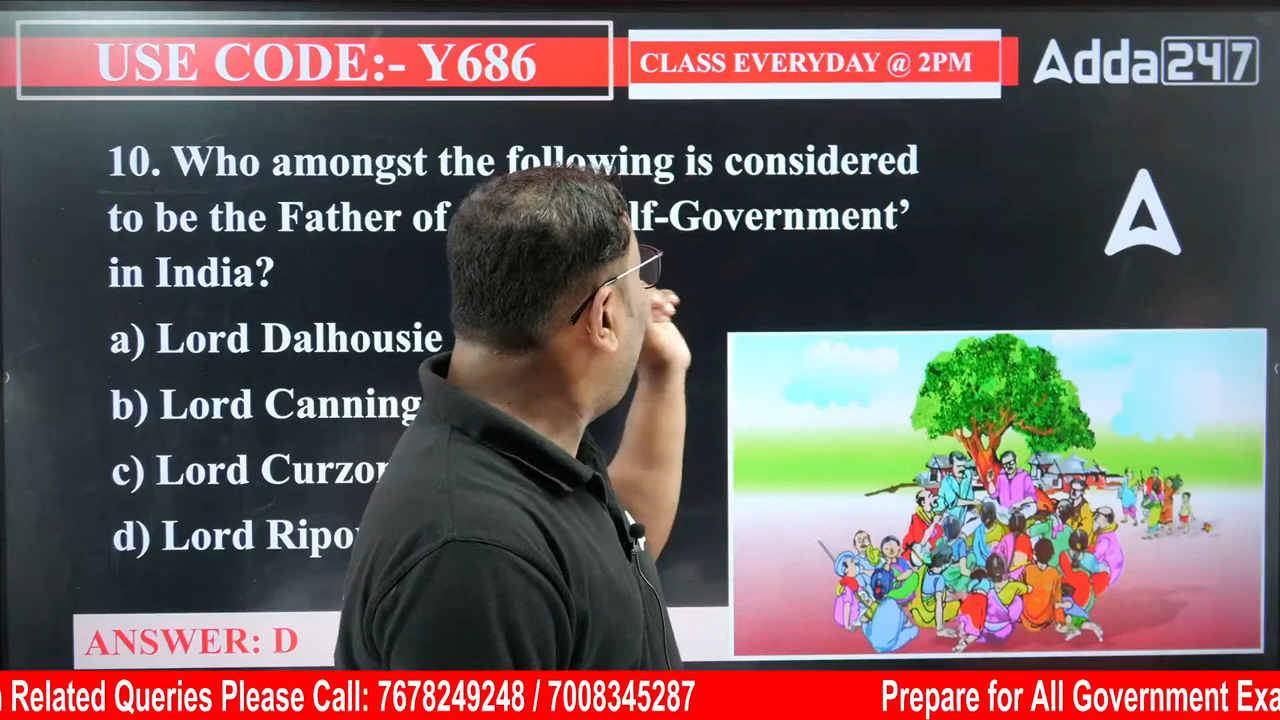 USE CODE:- Y686
CLASS EVERYDAY @ 2PM
Adda247
10. Who amongst the following is considered
to be the Father of lf-Government’
in India?
a) Lord Dalhousie
b) Lord Canning
c) Lord Curzon
d) Lord Ripon
ANSWER: D
Related Queries Please Call: 7678249248 / 7008345287
Prepare for All Government Exa